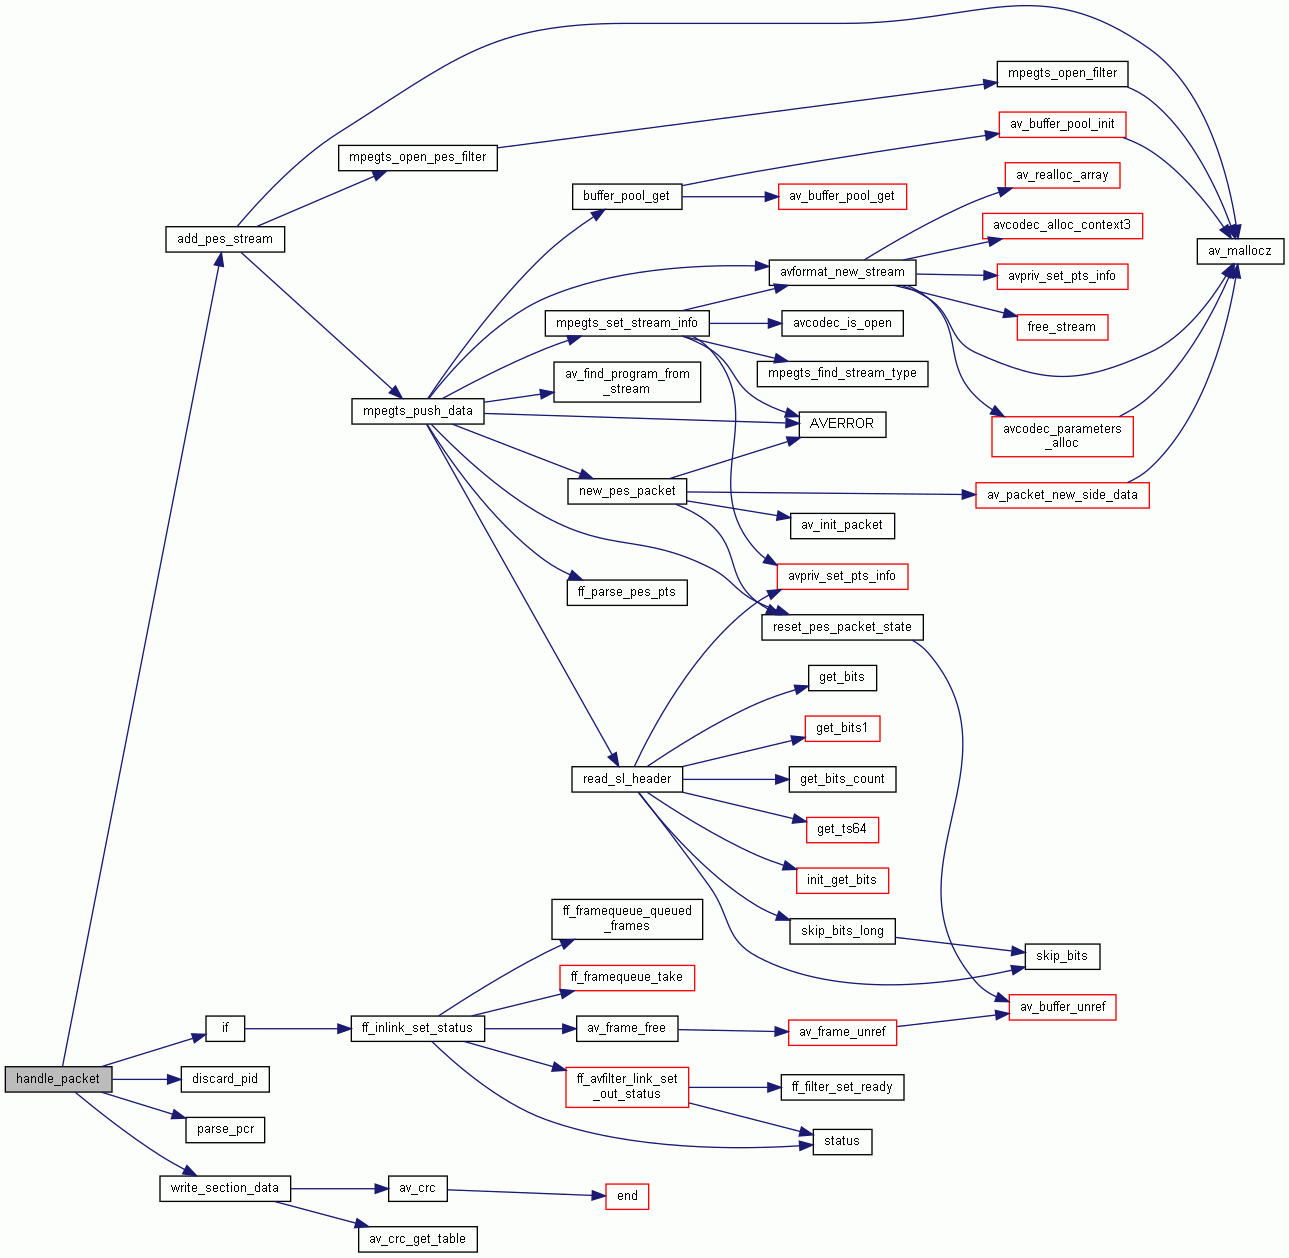 mpegts_open_filter
av_buffer_pool_init
mpegts_open_pes_filter
av_realloc_array
buffer_pool_get
av_buffer_pool_get
avcodec_alloc_context3
add_pes_stream
av_mallocz
avformat_new_stream
avpriv_set_pts_info
mpegts_set_stream_info
avcodec_is_open
free_stream
av_find_program_from
_stream
mpegts_find_stream_type
mpegts_push_data
AVERROR
avcodec_parameters
_alloc
new_pes_packet
av_packet_new_side_data
av_init_packet
avpriv_set_pts_info
ff_parse_pes_pts
reset_pes_packet_state
get_bits
get_bits1
read_sl_header
get_bits_count
get_ts64
init_get_bits
ff_framequeue_queued
_frames
skip_bits_long
skip_bits
ff_framequeue_take
av_buffer_unref
if
ff_inlink_set_status
av_frame_free
av_frame_unref
handle_packet
discard_pid
ff_avfilter_link_set
_out_status
ff_filter_set_ready
parse_pcr
status
write_section_data
av_crc
end
av_crc_get_table